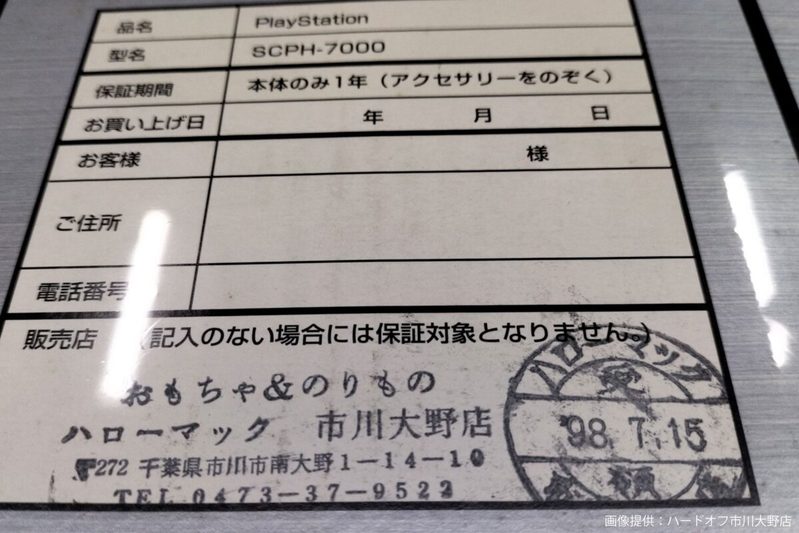 品名 PlayStation
型名 SCPH-7000
保証期間 本体のみ1年（アクセサリーをのぞく）
お買い上げ日 年 月 日
お客様 様
ご住所
電話番号
販売店 （記入のない場合には保証対象となりません。）
おもちゃ&のりもの
ハローマック 市川大野店
〒272 千葉県市川市南大野1-14-10
TEL 0473-37-9522
ハローマック
98.7.15
画像提供：ハードオフ市川大野店